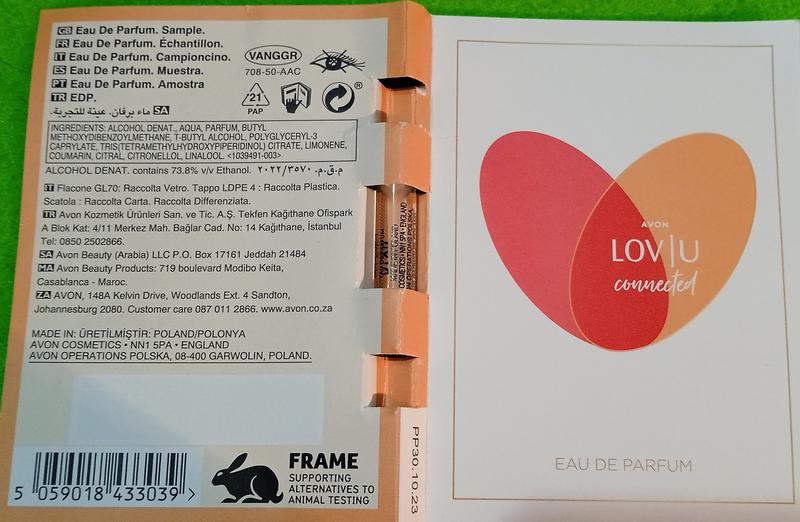 GB Eau De Parfum. Sample.
FR Eau De Parfum. Échantillon.
IT Eau De Parfum. Campioncino.
ES Eau De Parfum. Muestra.
PT Eau De Parfum. Amostra
TR EDP.
SA ماء برفان. عينة للتجربة.
VANGGR
708-50-AAC
21
PAP
®
INGREDIENTS: ALCOHOL DENAT., AQUA, PARFUM, BUTYL
METHOXYDIBENZOYLMETHANE, T-BUTYL ALCOHOL, POLYGLYCERYL-3
CAPRYLATE, TRIS(TETRAMETHYLHYDROXYPIPERIDINOL) CITRATE, LIMONENE,
COUMARIN, CITRAL, CITRONELLOL, LINALOOL. <1039491-003>
ALCOHOL DENAT. contains 73.8% v/v Ethanol. م.ق.م. ٢٠٢٢/٣٥٧٠
IT Flacone GL70: Raccolta Vetro. Tappo LDPE 4 : Raccolta Plastica.
Scatola : Raccolta Carta. Raccolta Differenziata.
TR Avon Kozmetik Ürünleri San. ve Tic. A.Ş. Tekfen Kağıthane Ofispark
A Blok Kat: 4/11 Merkez Mah. Bağlar Cad. No: 14 Kağıthane, İstanbul
Tel: 0850 2502866.
SA Avon Beauty (Arabia) LLC P.O. Box 17161 Jeddah 21484
MA Avon Beauty Products: 719 boulevard Modibo Keita,
Casablanca - Maroc.
ZA AVON, 148A Kelvin Drive, Woodlands Ext. 4 Sandton,
Johannesburg 2080. Customer care 087 011 2866. www.avon.co.za
MADE IN: ÜRETİLMİŞTİR: POLAND/POLONYA
AVON COSMETICS • NN1 5PA • ENGLAND
AVON OPERATIONS POLSKA, 08-400 GARWOLIN, POLAND.
5 059018 433039 >
FRAME
SUPPORTING
ALTERNATIVES TO
ANIMAL TESTING
COSMETICS • NN1 5PA • ENGLAND
OPERATIONS POLSKA
PP30.10.23
AVON
LOV|U
connected
EAU DE PARFUM